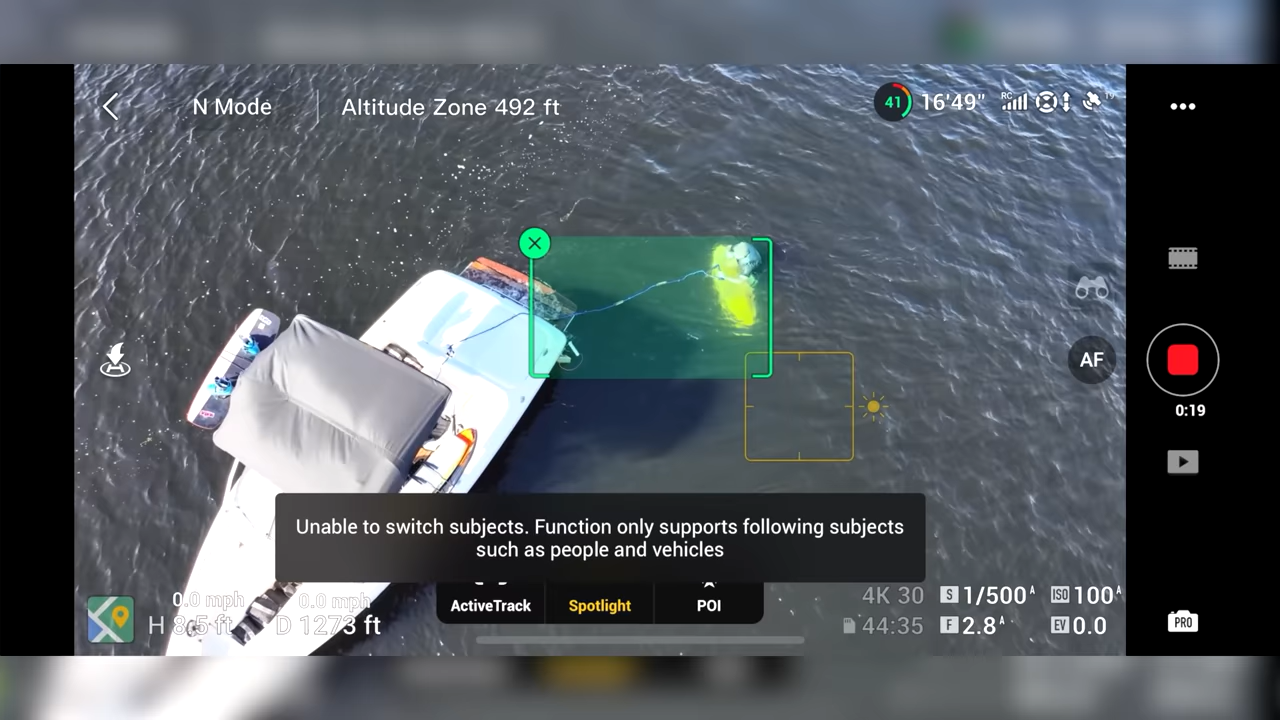 N Mode
Altitude Zone 492 ft
41
16'49"
RC
19
AF
0:19
Unable to switch subjects. Function only supports following subjects
such as people and vehicles
ActiveTrack
Spotlight
POI
0.0 mph
0.0 mph
H 8.5 ft
D 1273 ft
4K 30
S 1/500 A
ISO 100 A
44:35
F 2.8 A
EV 0.0
PRO